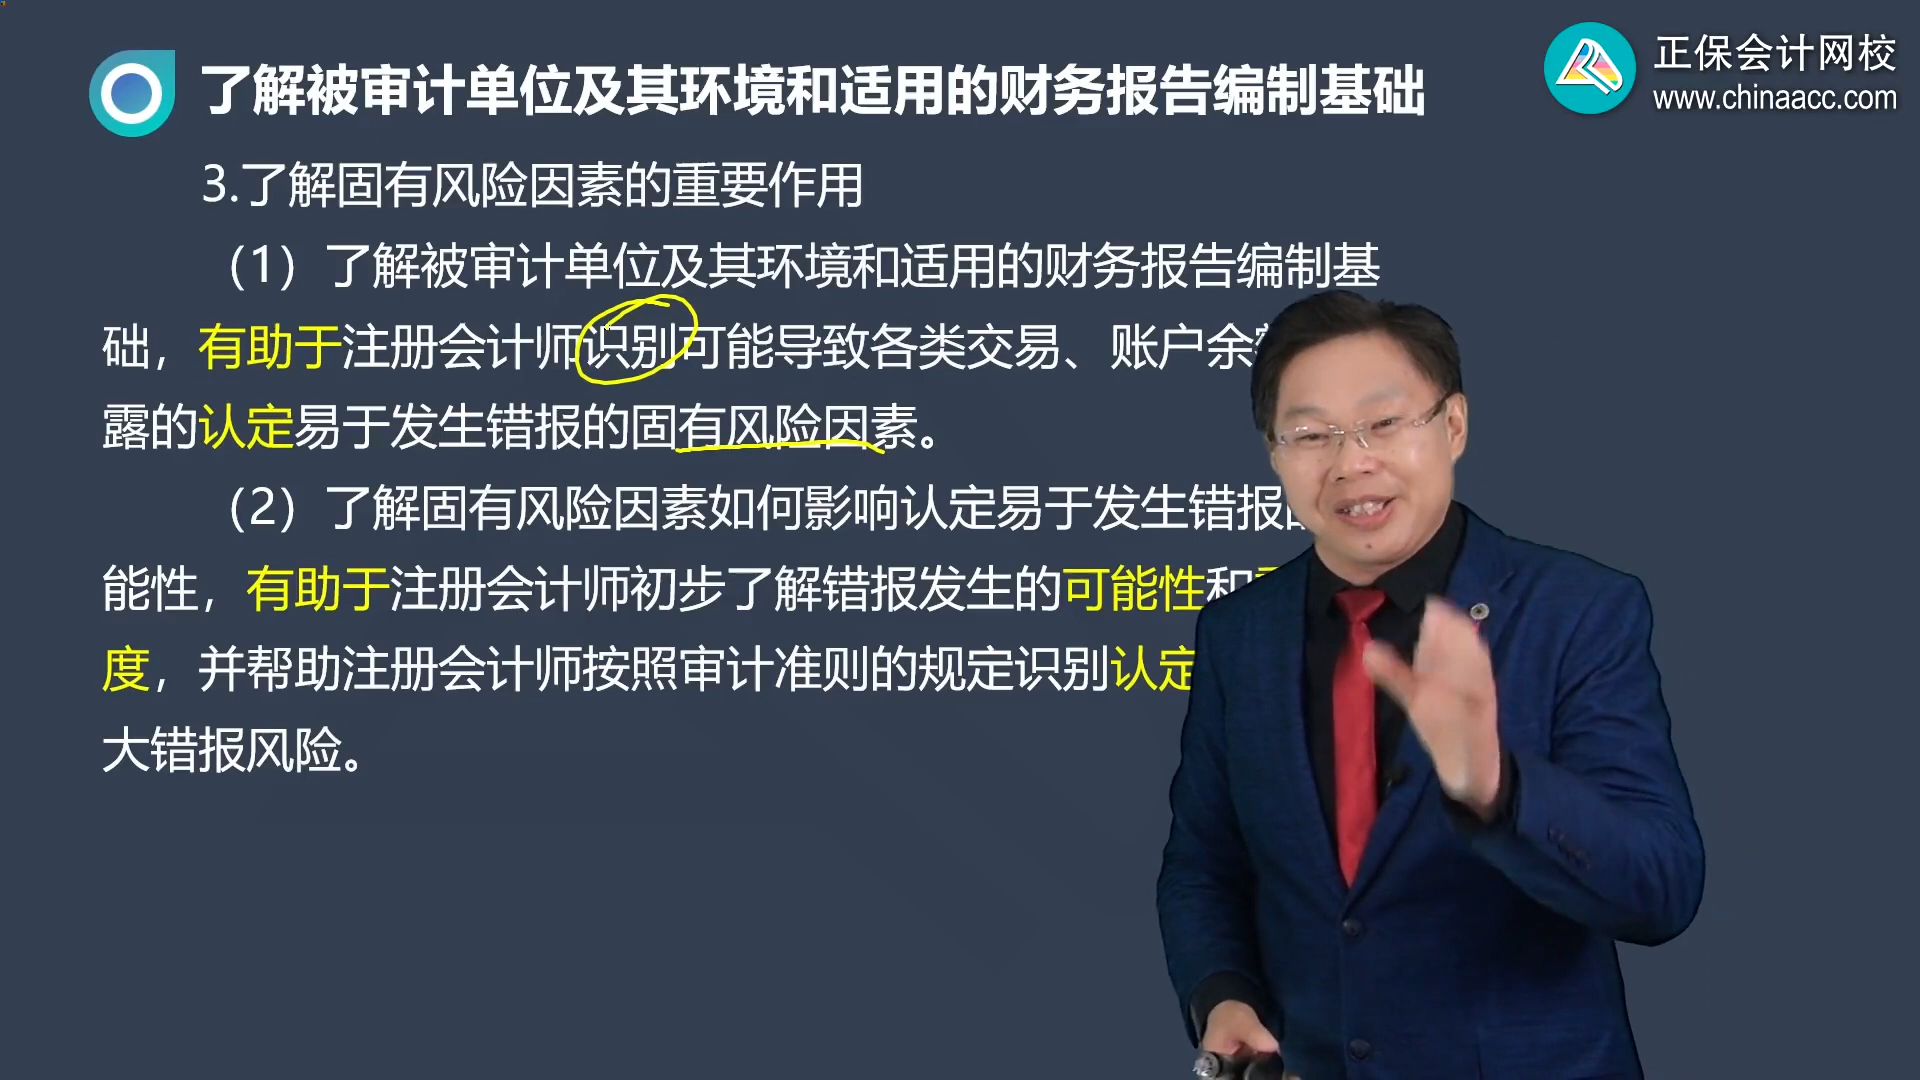 了解被审计单位及其环境和适用的财务报告编制基础
正保会计网校
www.chinaacc.com
3.了解固有风险因素的重要作用
（1）了解被审计单位及其环境和适用的财务报告编制基
础，有助于注册会计师识别可能导致各类交易、账户余
露的认定易于发生错报的固有风险因素。
（2）了解固有风险因素如何影响认定易于发生错报
能性，有助于注册会计师初步了解错报发生的可能性和
度，并帮助注册会计师按照审计准则的规定识别认定
大错报风险。